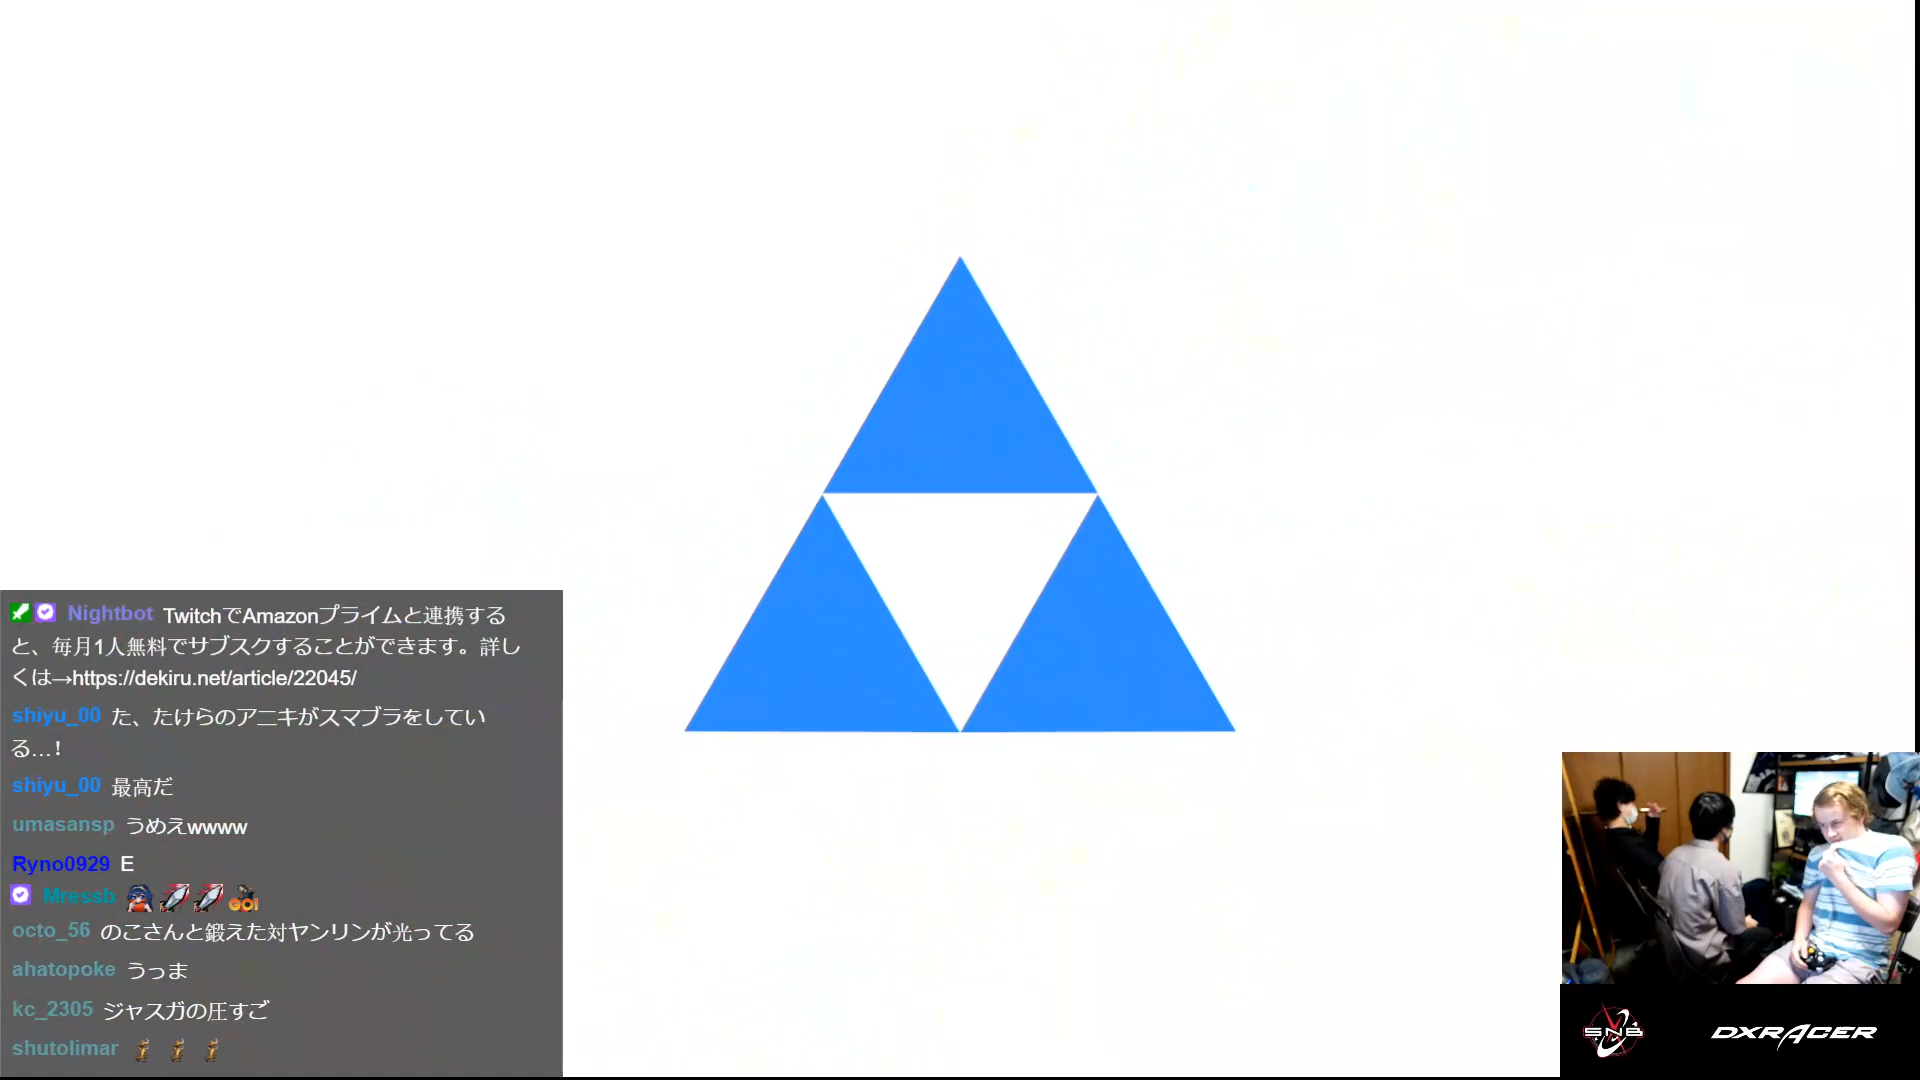 Nightbot TwitchでAmazonプライムと連携する
と、毎月1人無料でサブスクすることができます。詳し
くは→https://dekiru.net/article/22045/
shiyu_00 た、たけらのアニキがスマブラをしてい
る…！
shiyu_00 最高だ
umasansp うめえwwww
Ryno0929 E
Mressb GO!
octo_56 のこさんと鍛えた対ヤンリンが光ってる
ahatopoke うっま
kc_2305 ジャスガの圧すご
shutolimar
SNB
DXRACER